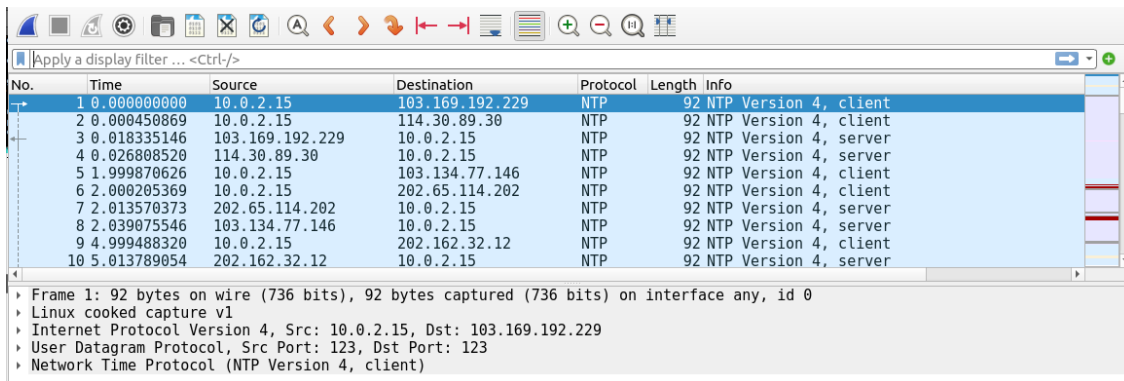 Apply a display filter ... <Ctrl-/>
No. Time Source Destination Protocol Length Info
1 0.000000000 10.0.2.15 103.169.192.229 NTP 92 NTP Version 4, client
2 0.000450869 10.0.2.15 114.30.89.30 NTP 92 NTP Version 4, client
3 0.018335146 103.169.192.229 10.0.2.15 NTP 92 NTP Version 4, server
4 0.026808520 114.30.89.30 10.0.2.15 NTP 92 NTP Version 4, server
5 1.999870626 10.0.2.15 103.134.77.146 NTP 92 NTP Version 4, client
6 2.000205369 10.0.2.15 202.65.114.202 NTP 92 NTP Version 4, client
7 2.013570373 202.65.114.202 10.0.2.15 NTP 92 NTP Version 4, server
8 2.039075546 103.134.77.146 10.0.2.15 NTP 92 NTP Version 4, server
9 4.999488320 10.0.2.15 202.162.32.12 NTP 92 NTP Version 4, client
10 5.013789054 202.162.32.12 10.0.2.15 NTP 92 NTP Version 4, server
Frame 1: 92 bytes on wire (736 bits), 92 bytes captured (736 bits) on interface any, id 0
Linux cooked capture v1
Internet Protocol Version 4, Src: 10.0.2.15, Dst: 103.169.192.229
User Datagram Protocol, Src Port: 123, Dst Port: 123
Network Time Protocol (NTP Version 4, client)